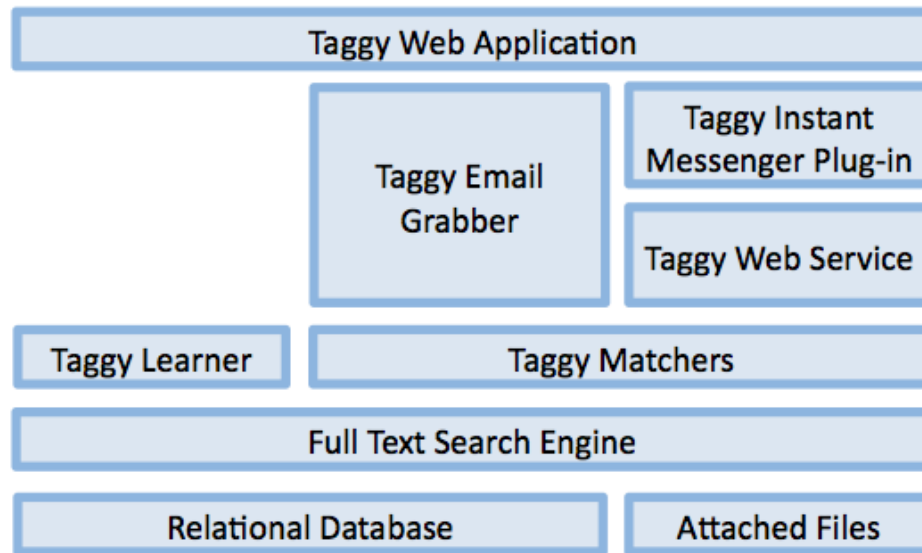 Taggy Web Application
Taggy Email
Grabber
Taggy Instant
Messenger Plug-in
Taggy Web Service
Taggy Learner
Taggy Matchers
Full Text Search Engine
Relational Database
Attached Files